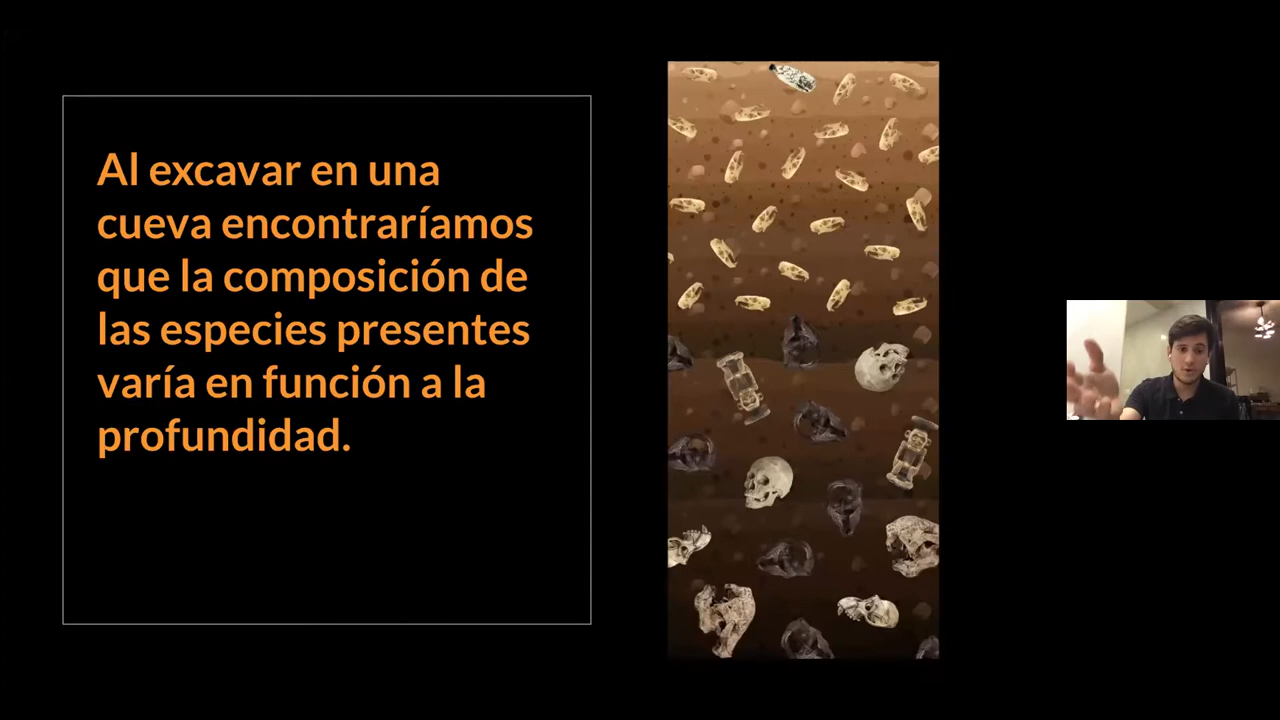 Al excavar en una
cueva encontraríamos
que la composición de
las especies presentes
varía en función a la
profundidad.